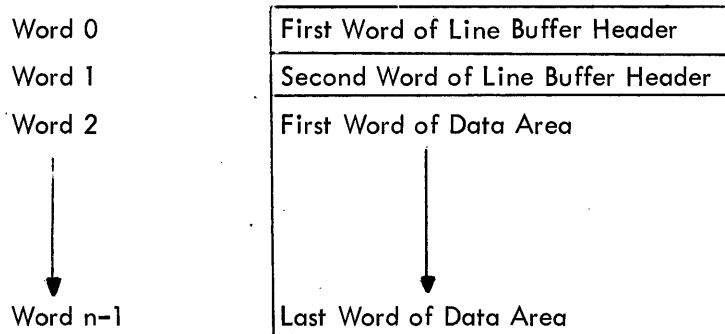 Word 0 First Word of Line Buffer Header
Word 1 Second Word of Line Buffer Header
Word 2 First Word of Data Area
Word n-1 Last Word of Data Area